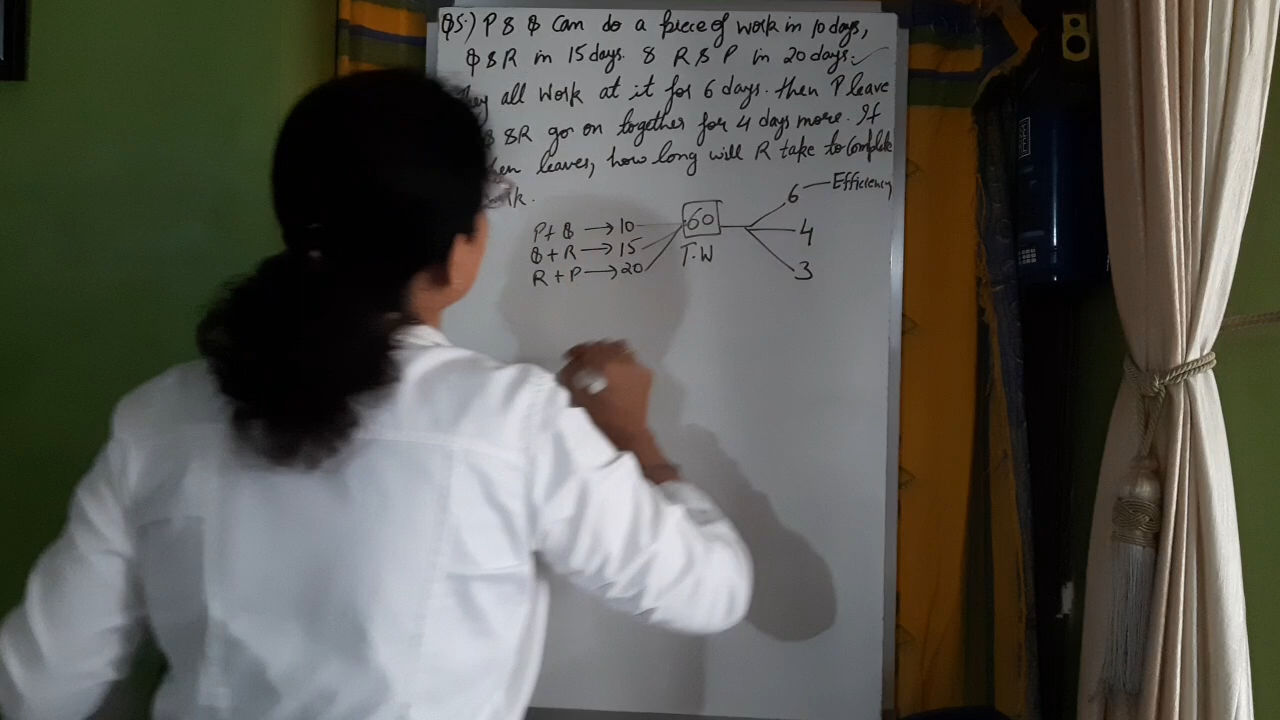 Q5.) P & Q can do a piece of work in 10 days,
Q & R in 15 days. & R & P in 20 days.
all work at it for 6 days. then P leave
& R go on together for 4 days more. If
leaves, how long will R take to complete
6 — Efficiency
P + Q → 10
60
4
Q + R → 15
T.W
R + P → 20
3